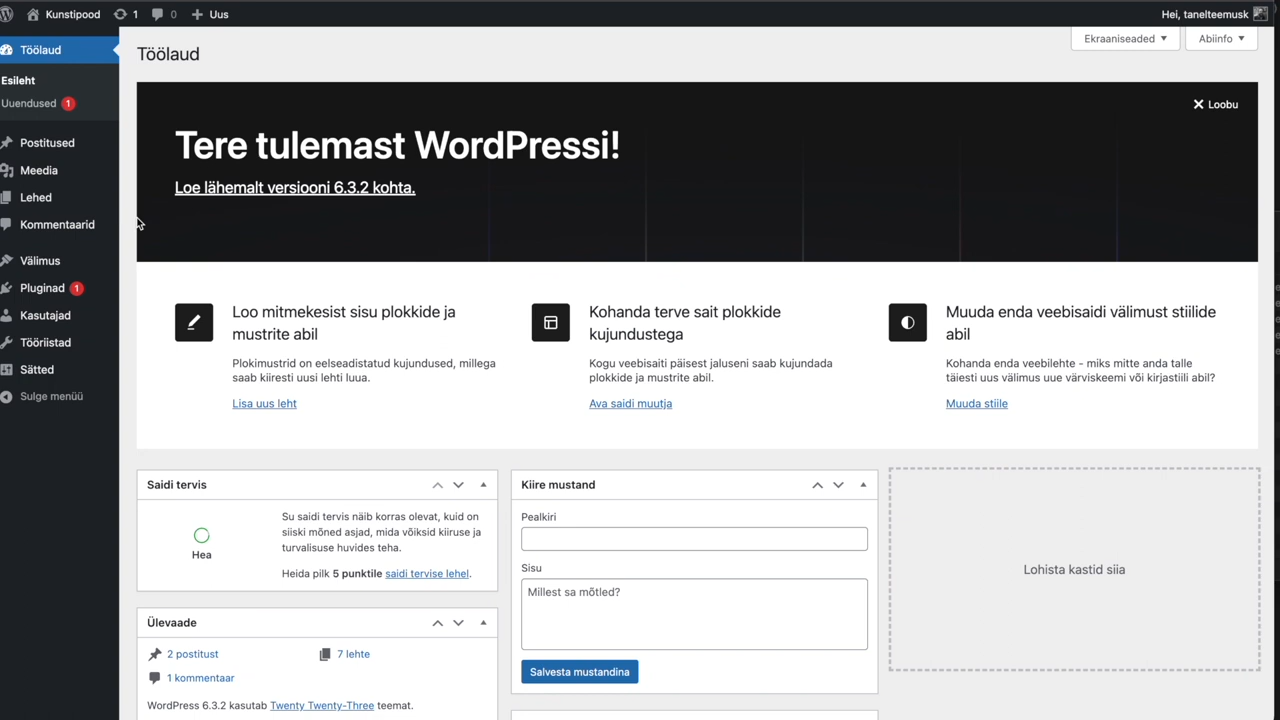 Kunstipood 1 0 Uus Hei, tanelteemusk
Töölaud
Esileht
Uuendused 1
Postitused
Meedia
Lehed
Kommentaarid
Välimus
Pluginad 1
Kasutajad
Tööriistad
Sätted
Sulge menüü
Ekraaniseaded Abiinfo
Töölaud
Loobu
Tere tulemast WordPressi!
Loe lähemalt versiooni 6.3.2 kohta.
Loo mitmekesist sisu plokkide ja
mustrite abil
Plokimustrid on eelseadistatud kujundused, millega
saab kiiresti uusi lehti luua.
Lisa uus leht
Kohanda terve sait plokkide
kujundustega
Kogu veebisaiti päisest jaluseni saab kujundada
plokkide ja mustrite abil.
Ava saidi muutja
Muuda enda veebisaidi välimust stiilide
abil
Kohanda enda veebilehte - miks mitte anda talle
täiesti uus välimus uue värviskeemi või kirjastiili abil?
Muuda stiile
Saidi tervis
Hea
Su saidi tervis näib korras olevat, kuid on
siiski mõned asjad, mida võiksid kiiruse ja
turvalisuse huvides teha.
Heida pilk 5 punktile saidi tervise lehel.
Ülevaade
2 postitust 7 lehte
1 kommentaar
WordPress 6.3.2 kasutab Twenty Twenty-Three teemat.
Kiire mustand
Pealkiri
Sisu
Millest sa mõtled?
Salvesta mustandina
Lohista kastid siia